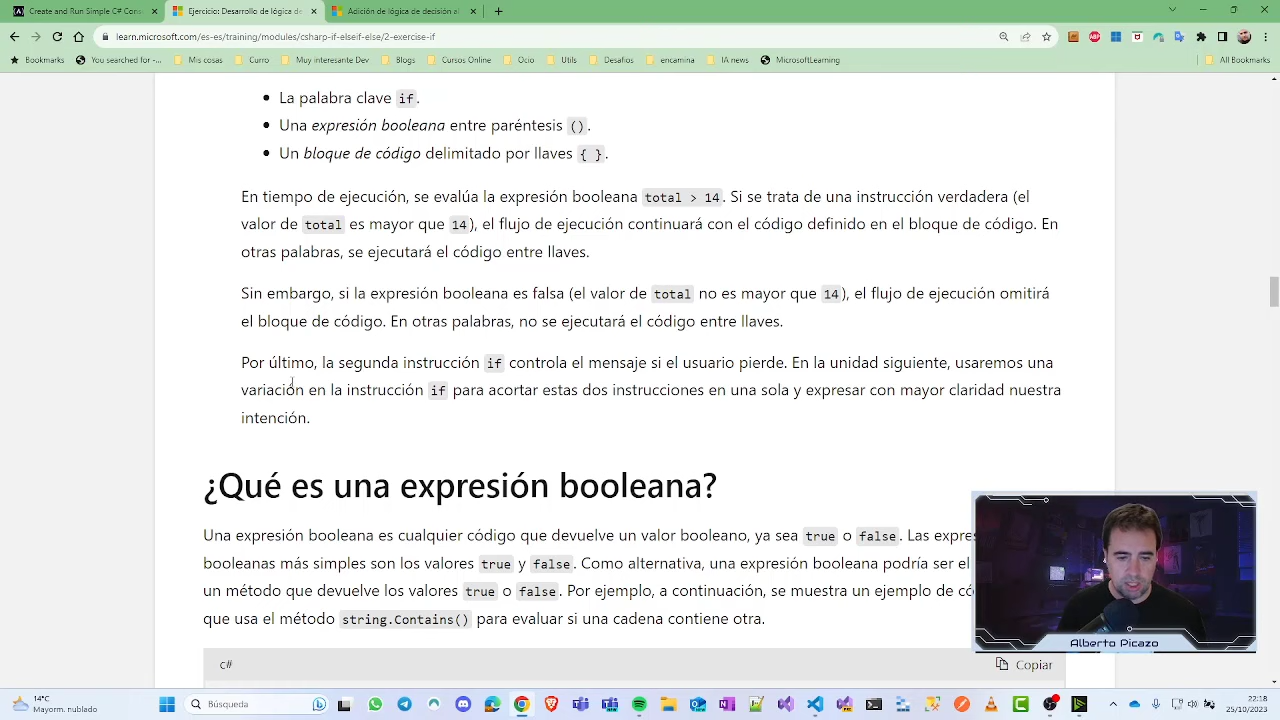 Create and Run Simple C# Con
Ejercicio: Desarrollo de lógica de
Adición de lógica de decisión al
learn.microsoft.com/es-es/training/modules/csharp-if-elseif-else/2-exercise-if
Bookmarks
You searched for -...
Mis cosas
Curro
Muy interesante Dev
Blogs
Cursos Online
Ocio
Utils
Desafios
encamina
IA news
MicrosoftLearning
All Bookmarks
La palabra clave if.
Una expresión booleana entre paréntesis ().
Un bloque de código delimitado por llaves { }.
En tiempo de ejecución, se evalúa la expresión booleana total > 14. Si se trata de una instrucción verdadera (el
valor de total es mayor que 14), el flujo de ejecución continuará con el código definido en el bloque de código. En
otras palabras, se ejecutará el código entre llaves.
Sin embargo, si la expresión booleana es falsa (el valor de total no es mayor que 14), el flujo de ejecución omitirá
el bloque de código. En otras palabras, no se ejecutará el código entre llaves.
Por último, la segunda instrucción if controla el mensaje si el usuario pierde. En la unidad siguiente, usaremos una
variación en la instrucción if para acortar estas dos instrucciones en una sola y expresar con mayor claridad nuestra
intención.
¿Qué es una expresión booleana?
Una expresión booleana es cualquier código que devuelve un valor booleano, ya sea true o false. Las expres
booleanas más simples son los valores true y false. Como alternativa, una expresión booleana podría ser el
un método que devuelve los valores true o false. Por ejemplo, a continuación, se muestra un ejemplo de có
que usa el método string.Contains() para evaluar si una cadena contiene otra.
C#
Copiar
Alberto Picazo
14°C
Mayorm. nublado
Búsqueda
22:18
25/10/2023